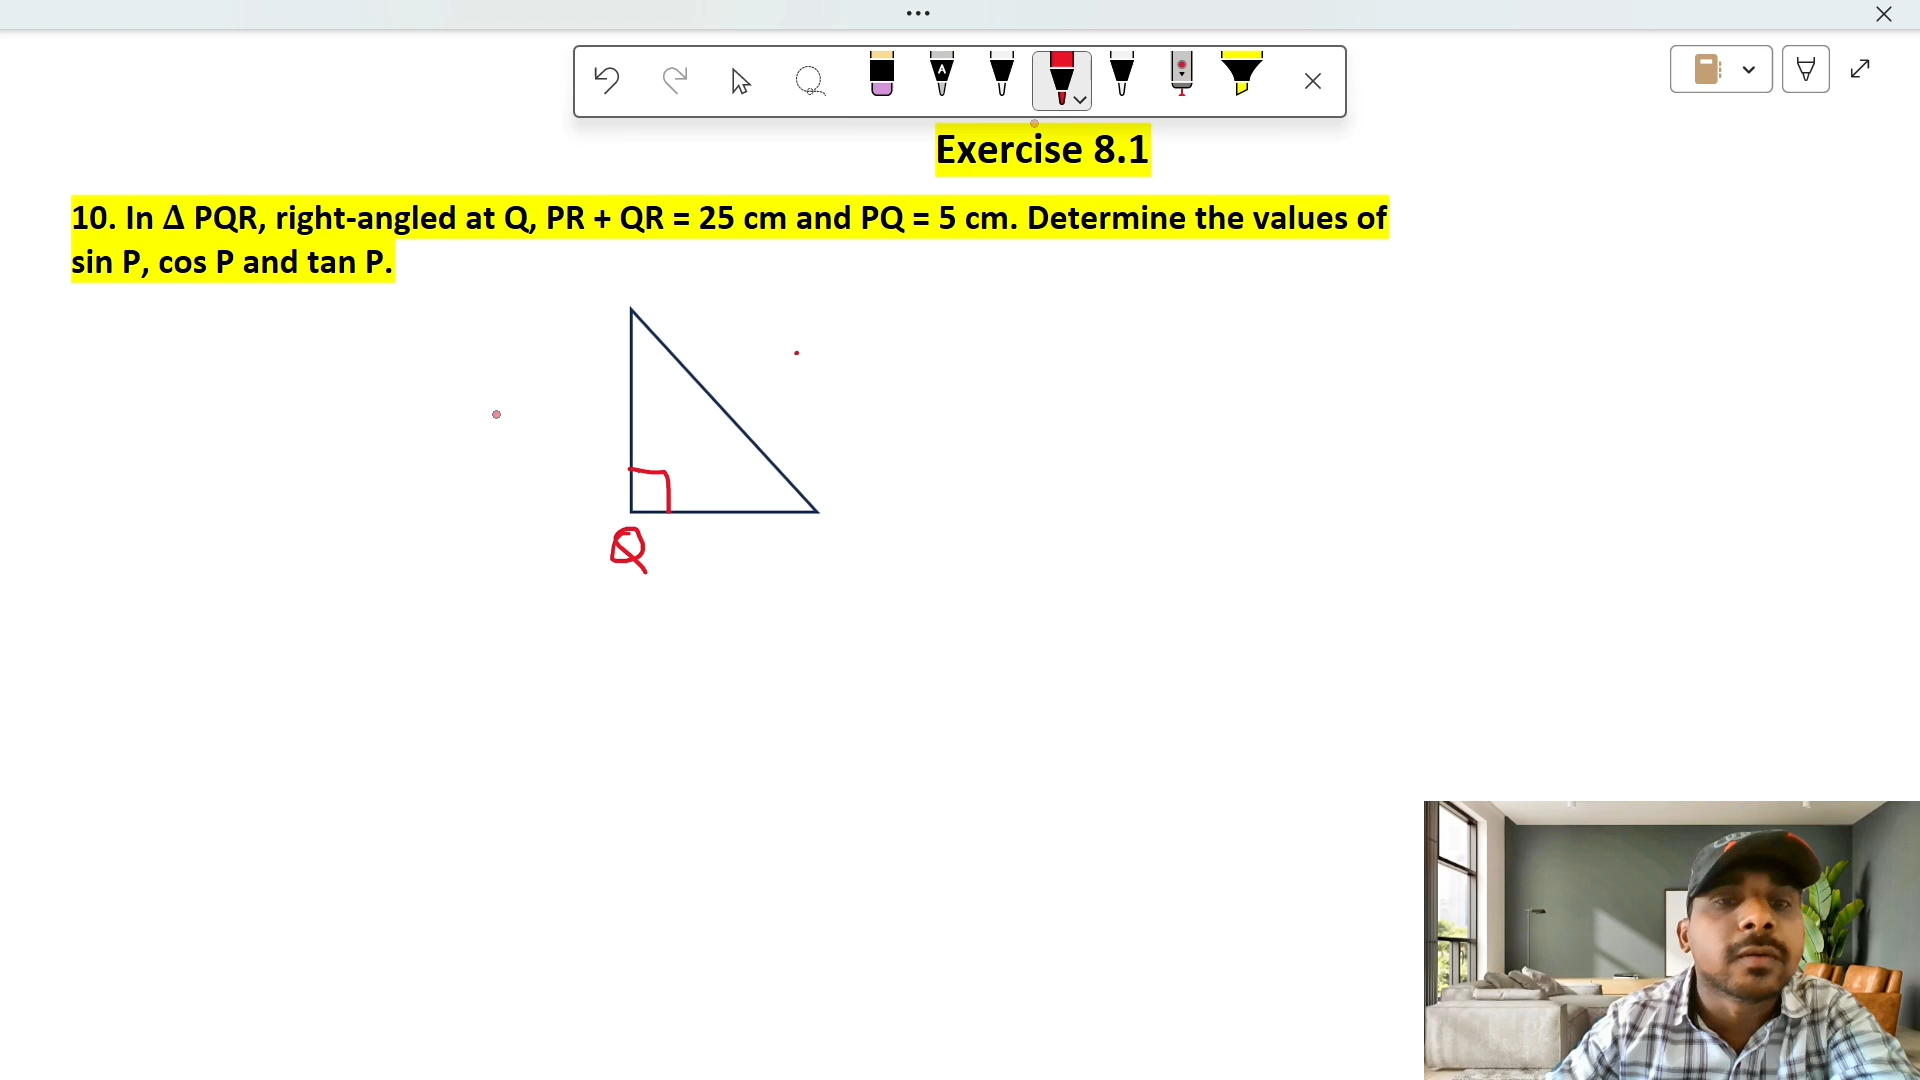 Exercise 8.1
10. In Δ PQR, right-angled at Q, PR + QR = 25 cm and PQ = 5 cm. Determine the values of
sin P, cos P and tan P.
Q